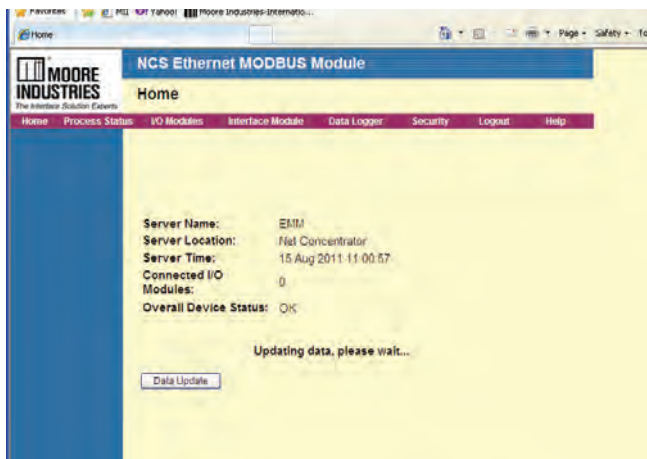 Favorites MII Yahoo! Moore Industries-Internatio...
Home Page Safety To
MOORE
INDUSTRIES
The Interface Solution Experts
NCS Ethernet MODBUS Module
Home
Home Process Status I/O Modules Interface Module Data Logger Security Logout Help
Server Name: EMM
Server Location: Net Concentrator
Server Time: 15 Aug 2011 11:00:57
Connected I/O
Modules: 0
Overall Device Status: OK
Updating data, please wait...
Data Update